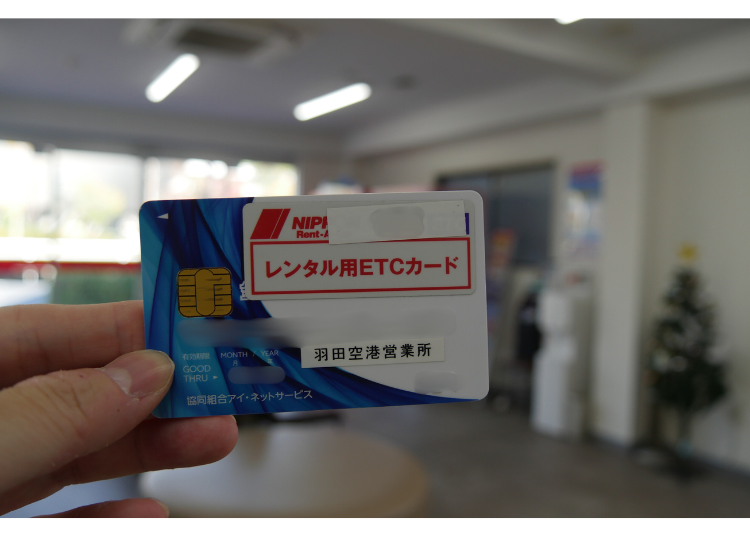 NIPP
Rent-A
レンタル用ETCカード
羽田空港営業所
有効期限 MONTH / YEAR
月 年
GOOD
THRU
協同組合アイ・ネットサービス